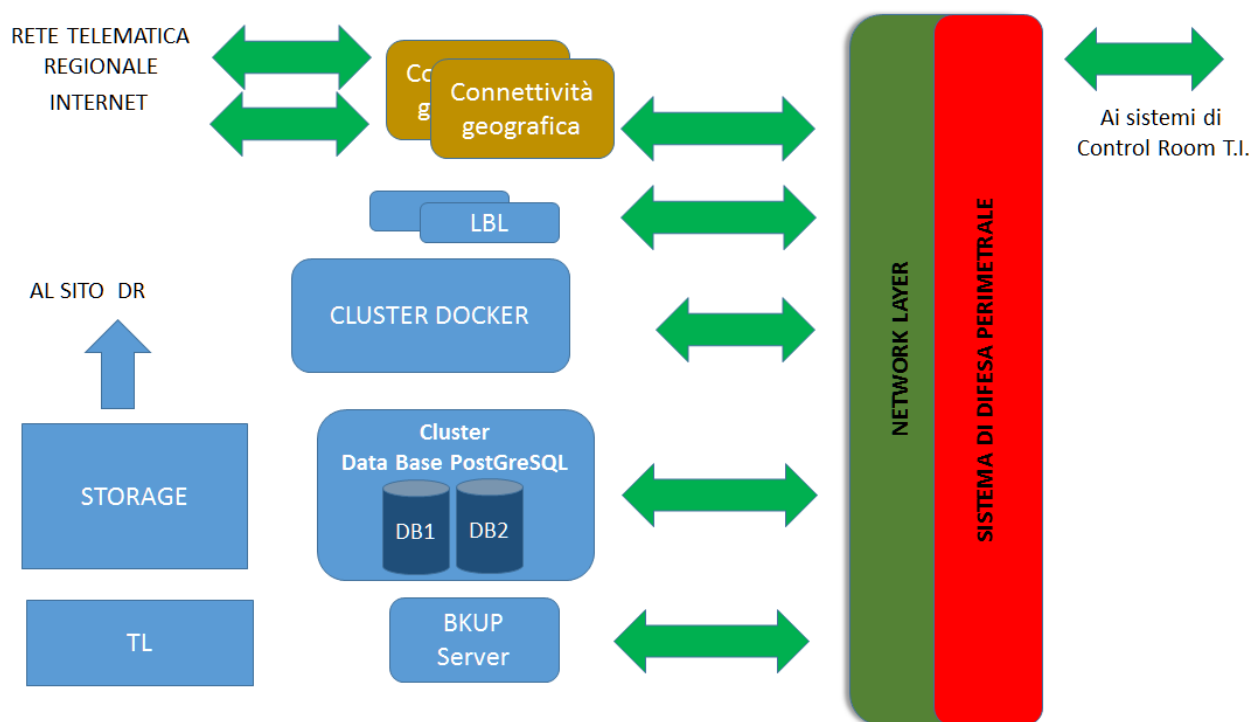 RETE TELEMATICA
REGIONALE
INTERNET
Co
g
Connettività
geografica
Ai sistemi di
Control Room T.I.
LBL
AL SITO DR
CLUSTER DOCKER
NETWORK LAYER
SISTEMA DI DIFESA PERIMETRALE
STORAGE
Cluster
Data Base PostGreSQL
DB1
DB2
TL
BKUP
Server